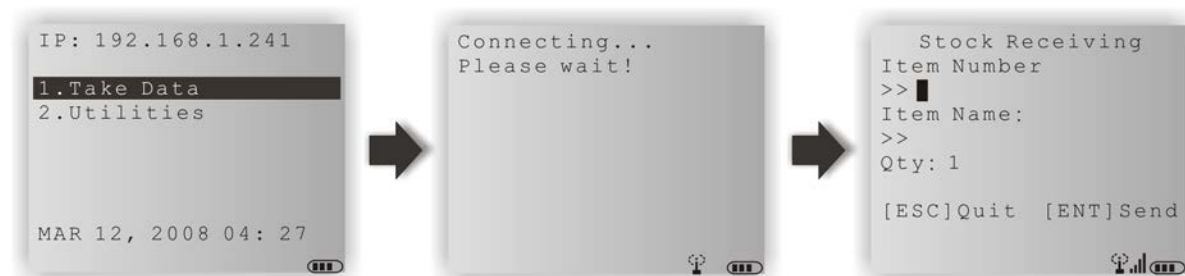 IP: 192.168.1.241
1.Take Data
2.Utilities
MAR 12, 2008 04: 27
Connecting...
Please wait!
Stock Receiving
Item Number
>>
Item Name:
>>
Qty: 1
[ESC]Quit [ENT]Send